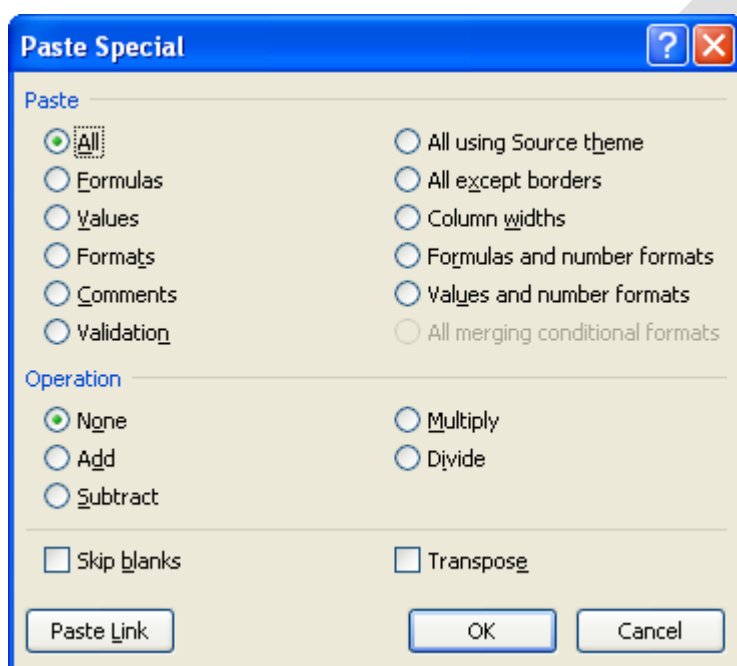 Paste Special
Paste
All
All using Source theme
Formulas
All except borders
Values
Column widths
Formats
Formulas and number formats
Comments
Values and number formats
Validation
All merging conditional formats
Operation
None
Multiply
Add
Divide
Subtract
Skip blanks
Transpose
Paste Link
OK
Cancel